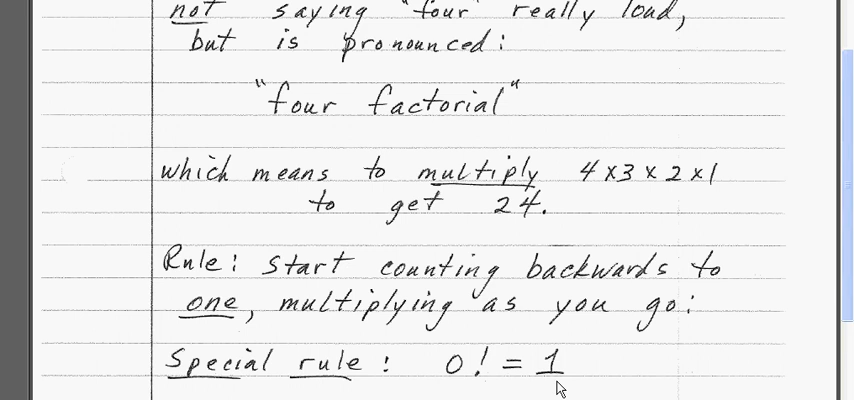 not saying "four" really loud,
but is pronounced:
"four factorial"
which means to multiply 4 x 3 x 2 x 1
to get 24.
Rule: start counting backwards to
one, multiplying as you go:
Special rule: 0! = 1